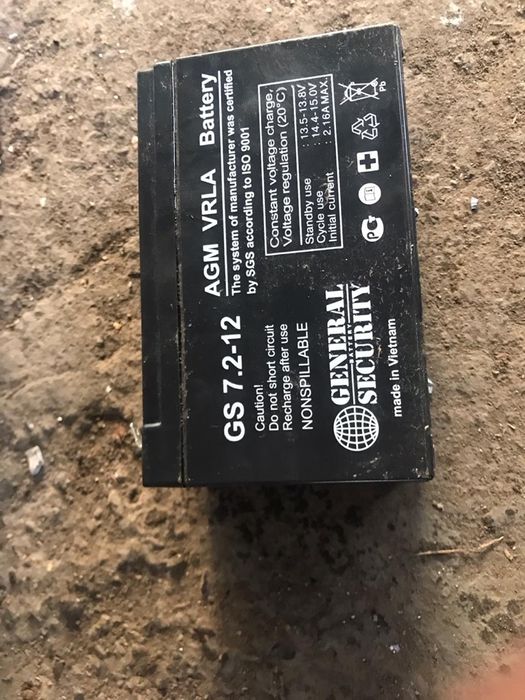 GS 7.2-12
AGM VRLA Battery
The system of manufacturer was certified
by SGS according to ISO 9001
Caution!
Do not short circuit
Recharge after use
NONSPILLABLE
Constant voltage charge,
Voltage regulation (20°C)
Standby use : 13.5-13.8V
Cycle use : 14.4-15.0V
Initial current : 2.16A MAX.
GENERAL
BATTERY
SECURITY
made in Vietnam
Pb